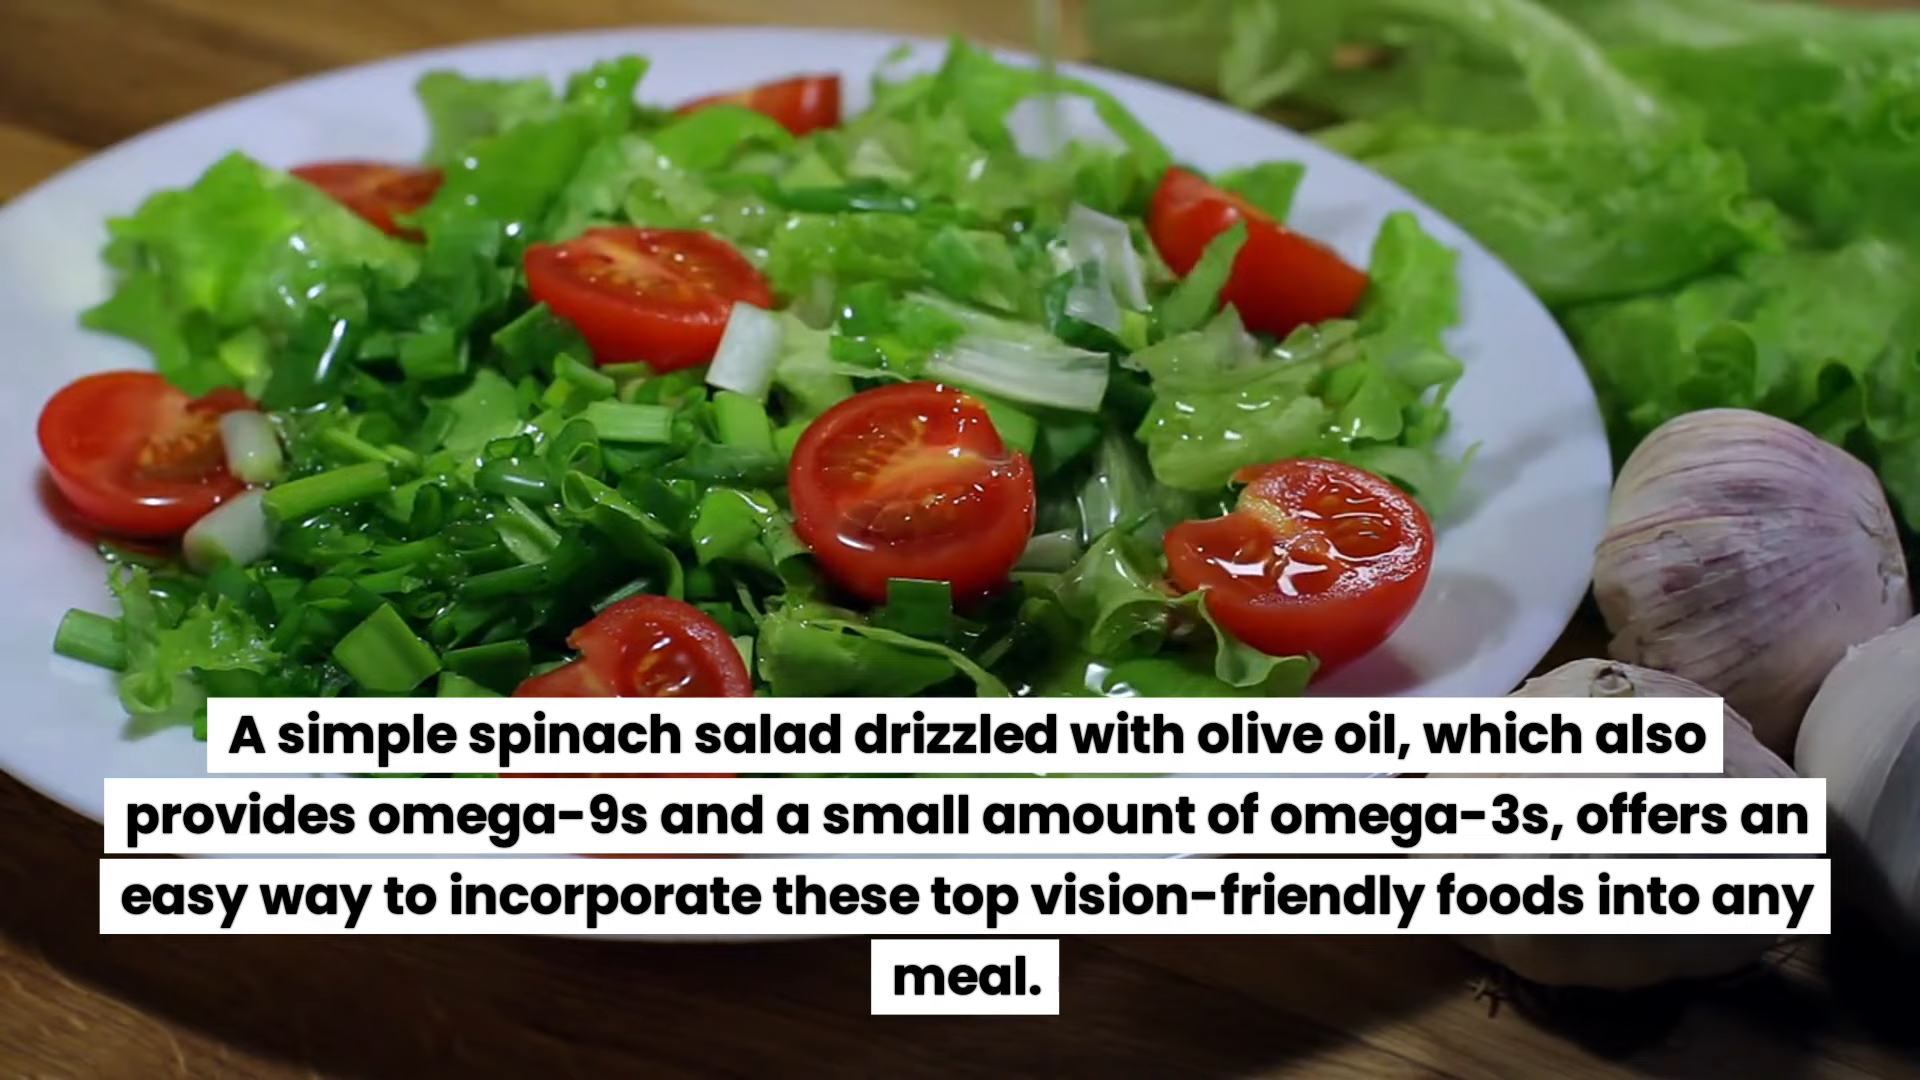 A simple spinach salad drizzled with olive oil, which also
provides omega-9s and a small amount of omega-3s, offers an
easy way to incorporate these top vision-friendly foods into any
meal.